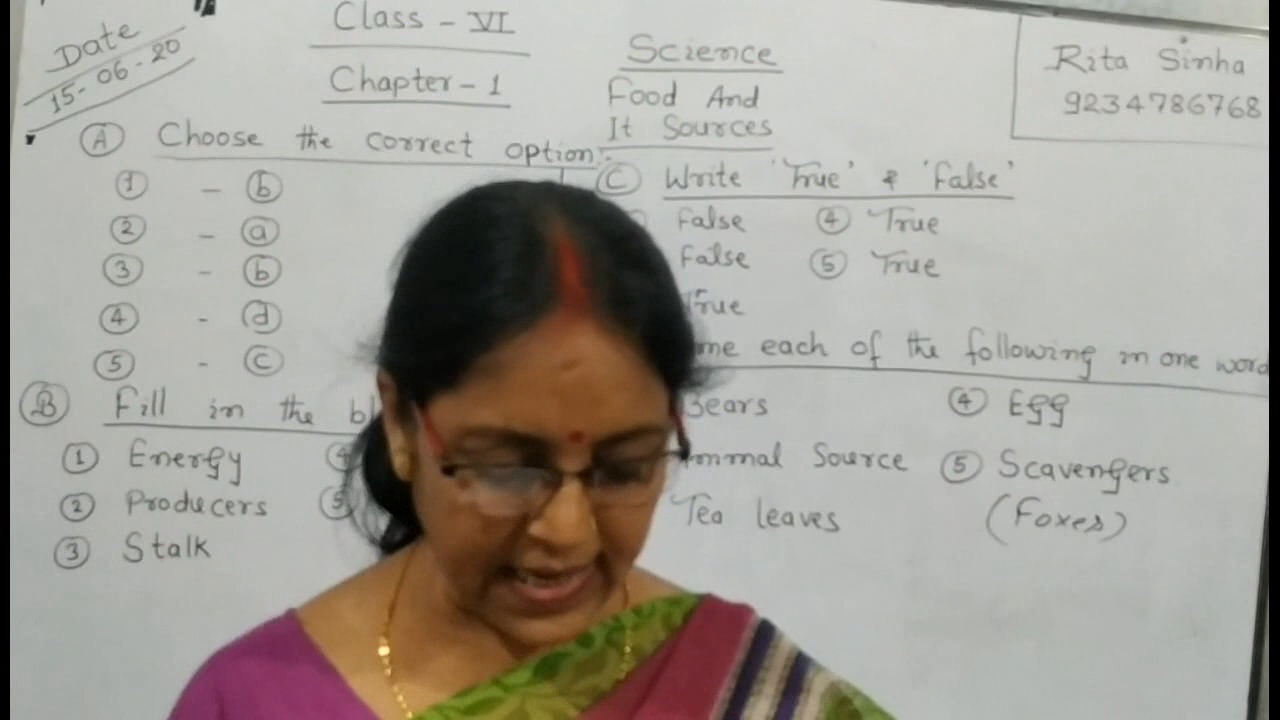 Date
15-06-20
Class - VI
Chapter - 1
Science
Food And
It Sources
Rita Sinha
9234786768
A Choose the correct option:-
1 - b
2 - a
3 - b
4 - d
5 - c
B Fill in the
1 Energy
2 Producers
3 Stalk
4
5
C Write 'True' & 'False'
False
False
True
4 True
5 True
each of the following in one word
Bears
Source
Tea leaves
4 Egg
5 Scavengers
(Foxes)